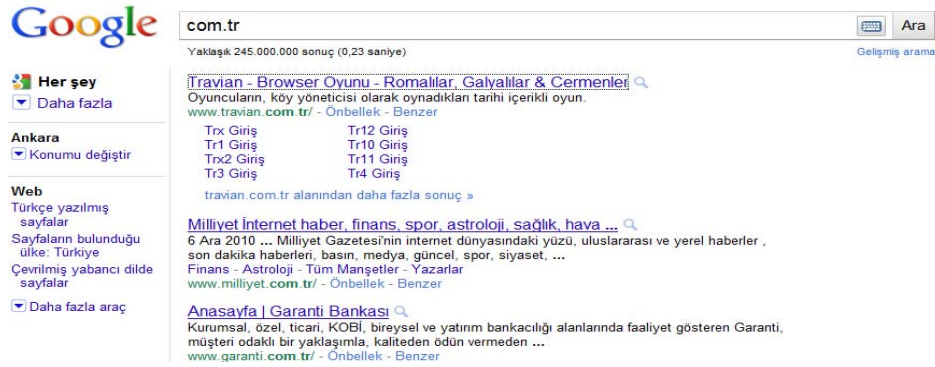 Google
com.tr
Ara
Yaklaşık 245.000.000 sonuç (0,23 saniye)
Gelişmiş arama
Her şey
Daha fazla
Ankara
Konumu değiştir
Web
Türkçe yazılmış
sayfalar
Sayfaların bulunduğu
ülke: Türkiye
Çevrilmiş yabancı dilde
sayfalar
Daha fazla araç
Travian - Browser Oyunu - Romalılar, Galyalılar & Cermenler
Oyuncuların, köy yöneticisi olarak oynadıkları tarihi içerikli oyun.
www.travian.com.tr/ - Önbellek - Benzer
Trx Giriş Tr12 Giriş
Tr1 Giriş Tr10 Giriş
Trx2 Giriş Tr11 Giriş
Tr3 Giriş Tr4 Giriş
travian.com.tr alanından daha fazla sonuç »
Milliyet İnternet haber, finans, spor, astroloji, sağlık, hava ...
6 Ara 2010 ... Milliyet Gazetesi'nin internet dünyasındaki yüzü, uluslararası ve yerel haberler ,
son dakika haberleri, basın, medya, güncel, spor, siyaset, ...
Finans - Astroloji - Tüm Manşetler - Yazarlar
www.milliyet.com.tr/ - Önbellek - Benzer
Anasayfa | Garanti Bankası
Kurumsal, özel, ticari, KOBİ, bireysel ve yatırım bankacılığı alanlarında faaliyet gösteren Garanti,
müşteri odaklı bir yaklaşımla, kaliteden ödün vermeden ...
www.garanti.com.tr/ - Önbellek - Benzer